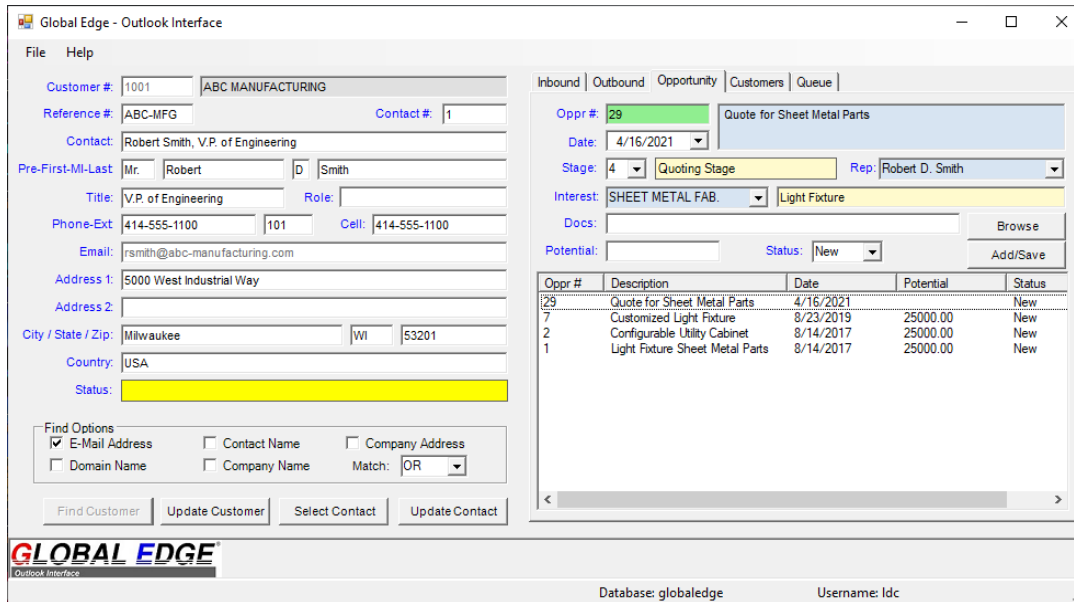 Global Edge - Outlook Interface
File Help
Customer #: 1001 ABC MANUFACTURING
Reference #: ABC-MFG Contact #: 1
Contact: Robert Smith, V.P. of Engineering
Pre-First-MI-Last Mr. Robert D Smith
Title: V.P. of Engineering Role:
Phone-Ext 414-555-1100 101 Cell: 414-555-1100
Email: rsmith@abc-manufacturing.com
Address 1: 5000 West Industrial Way
Address 2:
City / State / Zip: Milwaukee WI 53201
Country: USA
Status:
Find Options
E-Mail Address Contact Name Company Address
Domain Name Company Name Match: OR
Find Customer Update Customer Select Contact Update Contact
Inbound Outbound Opportunity Customers Queue
Oppr #: 29 Quote for Sheet Metal Parts
Date: 4/16/2021
Stage: 4 Quoting Stage Rep: Robert D. Smith
Interest: SHEET METAL FAB. Light Fixture
Docs: Browse
Potential: Status: New Add/Save
Oppr # Description Date Potential Status
29 Quote for Sheet Metal Parts 4/16/2021 New
7 Customized Light Fixture 8/23/2019 25000.00 New
2 Configurable Utility Cabinet 8/14/2017 25000.00 New
1 Light Fixture Sheet Metal Parts 8/14/2017 25000.00 New
GLOBAL EDGE®
Outlook Interface
Database: globaledge Username: ldc